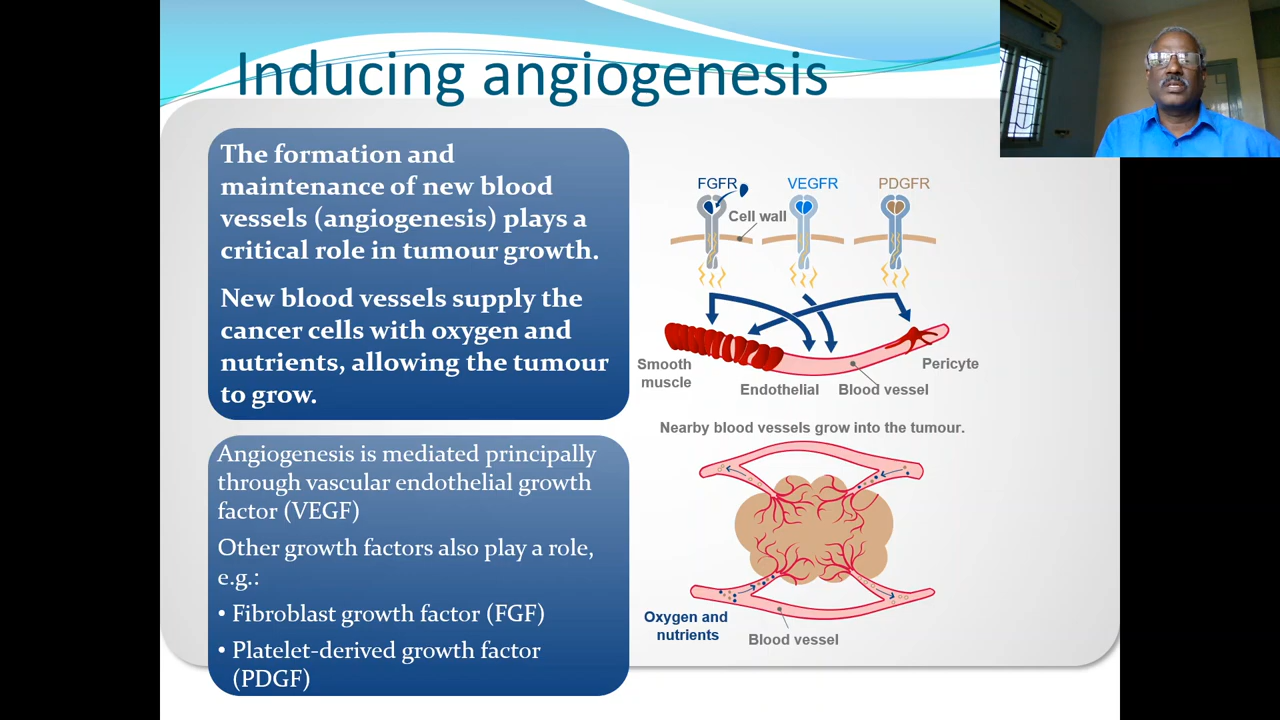 Inducing angiogenesis
The formation and
maintenance of new blood
vessels (angiogenesis) plays a
critical role in tumour growth.
New blood vessels supply the
cancer cells with oxygen and
nutrients, allowing the tumour
to grow.
Angiogenesis is mediated principally
through vascular endothelial growth
factor (VEGF)
Other growth factors also play a role,
e.g.:
• Fibroblast growth factor (FGF)
• Platelet-derived growth factor
(PDGF)
FGFR VEGFR PDGFR
Cell wall
Smooth
muscle
Endothelial
Blood vessel
Pericyte
Nearby blood vessels grow into the tumour.
Oxygen and
nutrients
Blood vessel